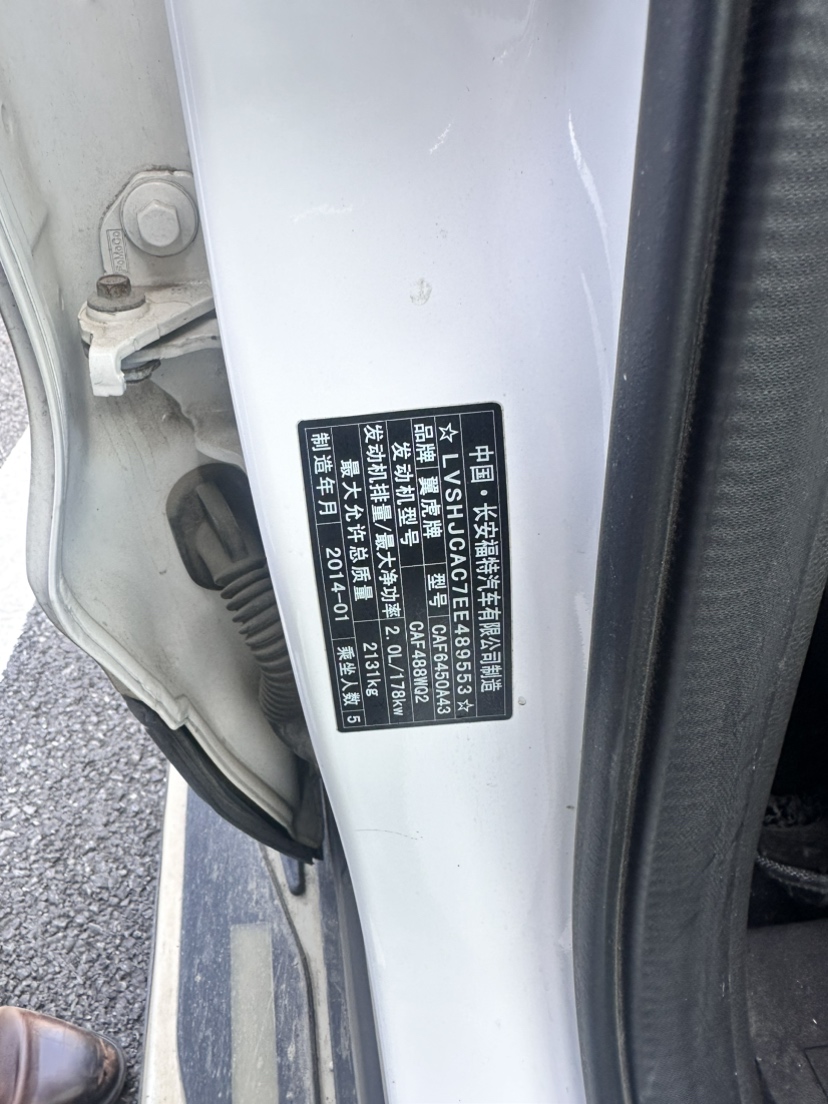 中国·长安福特汽车有限公司制造
☆LVSHJCAC7EE489553☆
品牌 翼虎牌 型号 CAF6450A43
发动机型号 CAF488WQ2
发动机排量/最大净功率 2.0L/178kw
最大允许总质量 2131kg
制造年月 2014-01 乘坐人数 5